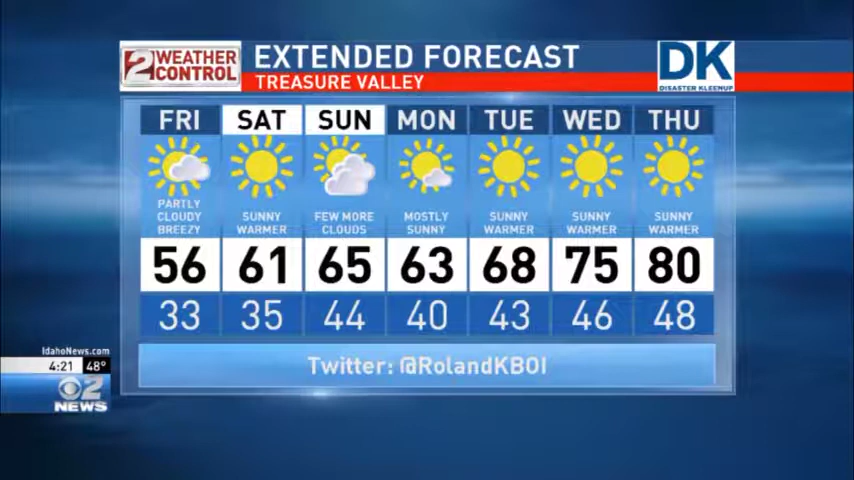 2 WEATHER CONTROL
EXTENDED FORECAST
TREASURE VALLEY
DK
DISASTER KLEENUP
FRI SAT SUN MON TUE WED THU
PARTLY CLOUDY BREEZY
SUNNY WARMER
FEW MORE CLOUDS
MOSTLY SUNNY
SUNNY WARMER
SUNNY WARMER
SUNNY WARMER
56 61 65 63 68 75 80
33 35 44 40 43 46 48
Twitter: @RolandKBOI
IdahoNews.com
4:21 48°
2
NEWS